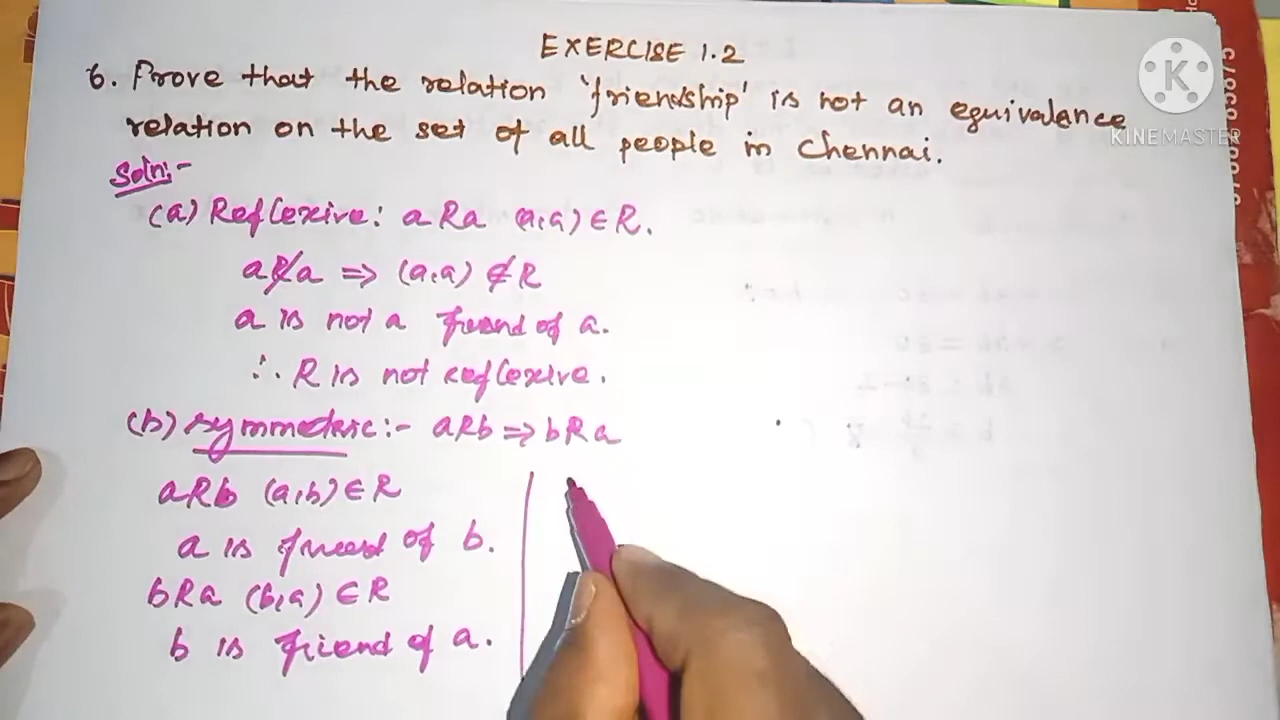 EXERCISE 1.2
6. Prove that the relation 'friendship' is not an equivalence
relation on the set of all people in Chennai.
Soln:-
(a) Reflexive: aRa (a,a) ∈ R.
aR̸a ⇒ (a,a) ∉ R
a is not a friend of a.
∴ R is not reflexive.
(b) Symmetric:- aRb ⇒ bRa
aRb (a,b) ∈ R
a is friend of b.
bRa (b,a) ∈ R
b is friend of a.
K
KINEMASTER